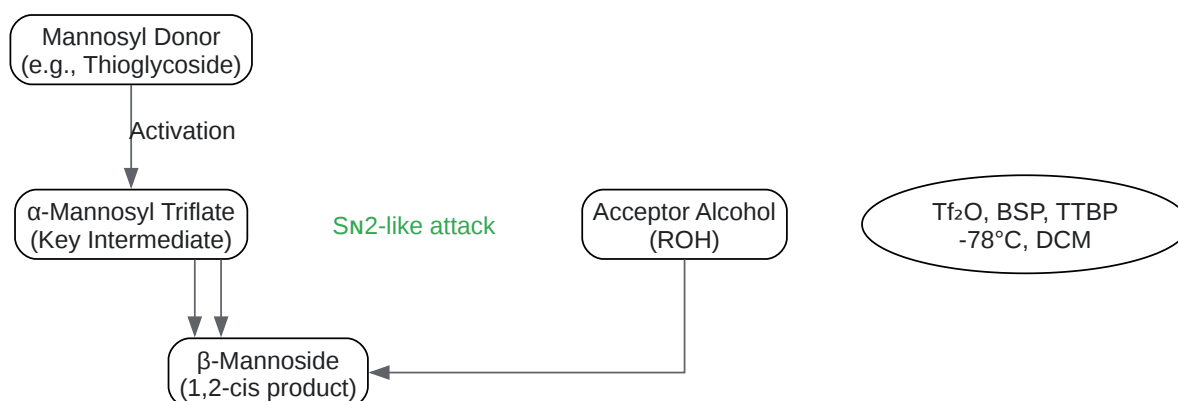 Mannosyl Donor
(e.g., Thioglycoside)
Activation
α-Mannosyl Triflate
(Key Intermediate)
Sɴ2-like attack
Acceptor Alcohol
(ROH)
Tf₂O, BSP, TTBP
-78°C, DCM
β-Mannoside
(1,2-cis product)